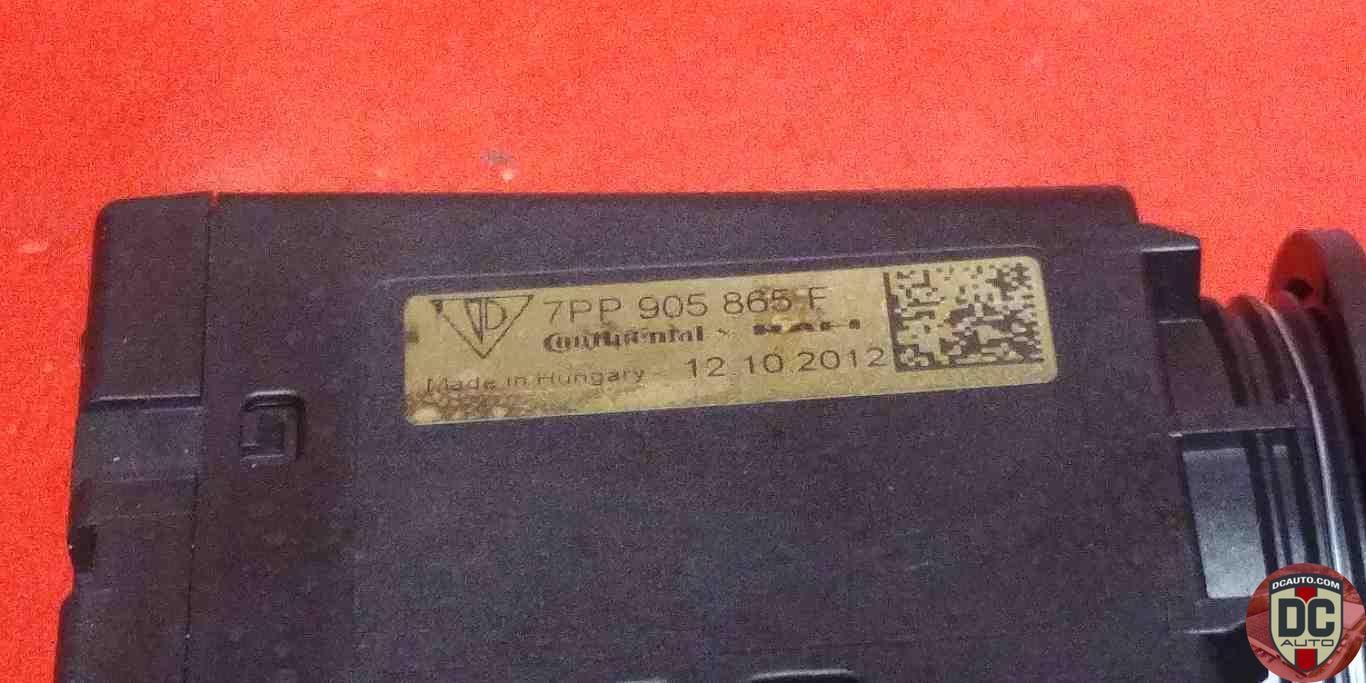 7PP 905 865 F
Continental
Made in Hungary
12.10.2012
DCAUTO.COM
DC
AUTO